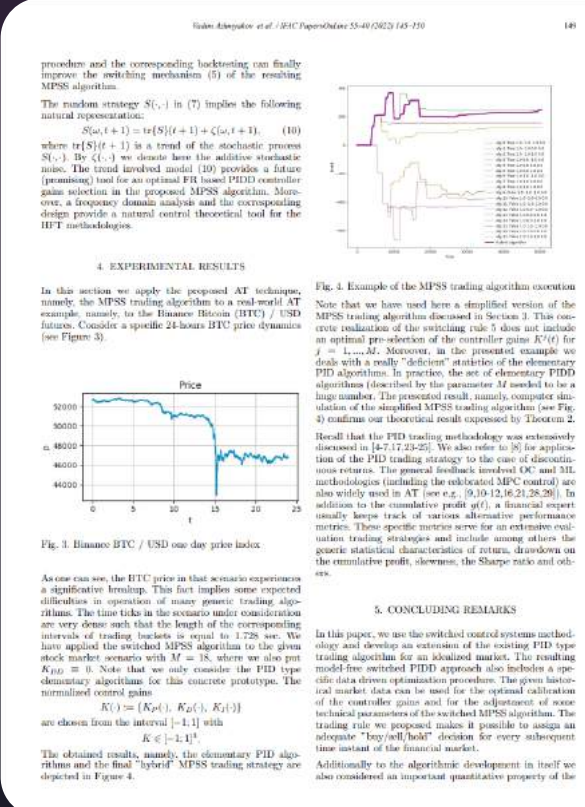 Vadim Azhmyakov et al. / IFAC PapersOnLine 55-40 (2022) 145–150
149
procedure and the corresponding backtesting can finally
improve the switching mechanism (5) of the resulting
MPSS algorithm.
The random strategy S(·,·) in (7) implies the following
natural representation:
S(ω, t + 1) = tr{S}(t + 1) + ζ(ω, t + 1), (10)
where tr{S}(t + 1) is a trend of the stochastic process
S(·,·). By ζ(·,·) we denote here the additive stochastic
noise. The trend involved model (10) provides a future
(promising) tool for an optimal FR based PIDD controller
gains selection in the proposed MPSS algorithm. More-
over, a frequency domain analysis and the corresponding
design provide a natural control theoretical tool for the
HFT methodologies.
4. EXPERIMENTAL RESULTS
In this section we apply the proposed AT technique,
namely, the MPSS trading algorithm to a real-world AT
example, namely, to the Binance Bitcoin (BTC) / USD
futures. Consider a specific 24-hours BTC price dynamics
(see Figure 3).
Price
52000
50000
48000
46000
44000
p
0 5 10 15 20 25
t
Fig. 3. Binance BTC / USD one day price index
As one can see, the BTC price in that scenario experiences
a significative breakup. This fact implies some expected
difficulties in operation of many generic trading algo-
rithms. The time ticks in the scenario under consideration
are very dense such that the length of the corresponding
intervals of trading buckets is equal to 1.728 sec. We
have applied the switched MPSS algorithm to the given
stock market scenario with M = 18, where we also put
K_DD ≡ 0. Note that we only consider the PID type
elementary algorithms for this concrete prototype. The
normalized control gains
K(·) := {K_P(·), K_D(·), K_I(·)}
are chosen from the interval [−1, 1] with
K ∈ [−1; 1]³.
The obtained results, namely, the elementary PID algo-
rithms and the final "hybrid" MPSS trading strategy are
depicted in Figure 4.
Fig. 4. Example of the MPSS trading algorithm execution
Note that we have used here a simplified version of the
MPSS trading algorithm discussed in Section 3. This con-
crete realization of the switching rule 5 does not include
an optimal pre-selection of the controller gains K^j(t) for
j = 1, ..., M. Moreover, in the presented example we
deals with a really "deficient" statistics of the elementary
PID algorithms. In practice, the set of elementary PIDD
algorithms (described by the parameter M needed to be a
huge number. The presented result, namely, computer sim-
ulation of the simplified MPSS trading algorithm (see Fig.
4) confirms our theoretical result expressed by Theorem 2.
Recall that the PID trading methodology was extensively
discussed in [4-7,17,23-25]. We also refer to [8] for applica-
tion of the PID trading strategy to the case of discontin-
uous returns. The general feedback involved OC and ML
methodologies (including the celebrated MPC control) are
also widely used in AT (see e.g., [9,10-12,16,21,28,29]). In
addition to the cumulative profit g(t), a financial expert
usually keeps track of various alternative performance
metrics. These specific metrics serve for an extensive eval-
uation trading strategies and include among others the
generic statistical characteristics of return, drawdown on
the cumulative profit, skewness, the Sharpe ratio and oth-
ers.
5. CONCLUDING REMARKS
In this paper, we use the switched control systems method-
ology and develop an extension of the existing PID type
trading algorithm for an idealized market. The resulting
model-free switched PIDD approach also includes a spe-
cific data driven optimization procedure. The given histor-
ical market data can be used for the optimal calibration
of the controller gains and for the adjustment of some
technical parameters of the switched MPSS algorithm. The
trading rule we proposed makes it possible to assign an
adequate "buy/sell/hold" decision for every subsequent
time instant of the financial market.
Additionally to the algorithmic development in itself we
also considered an important quantitative property of the